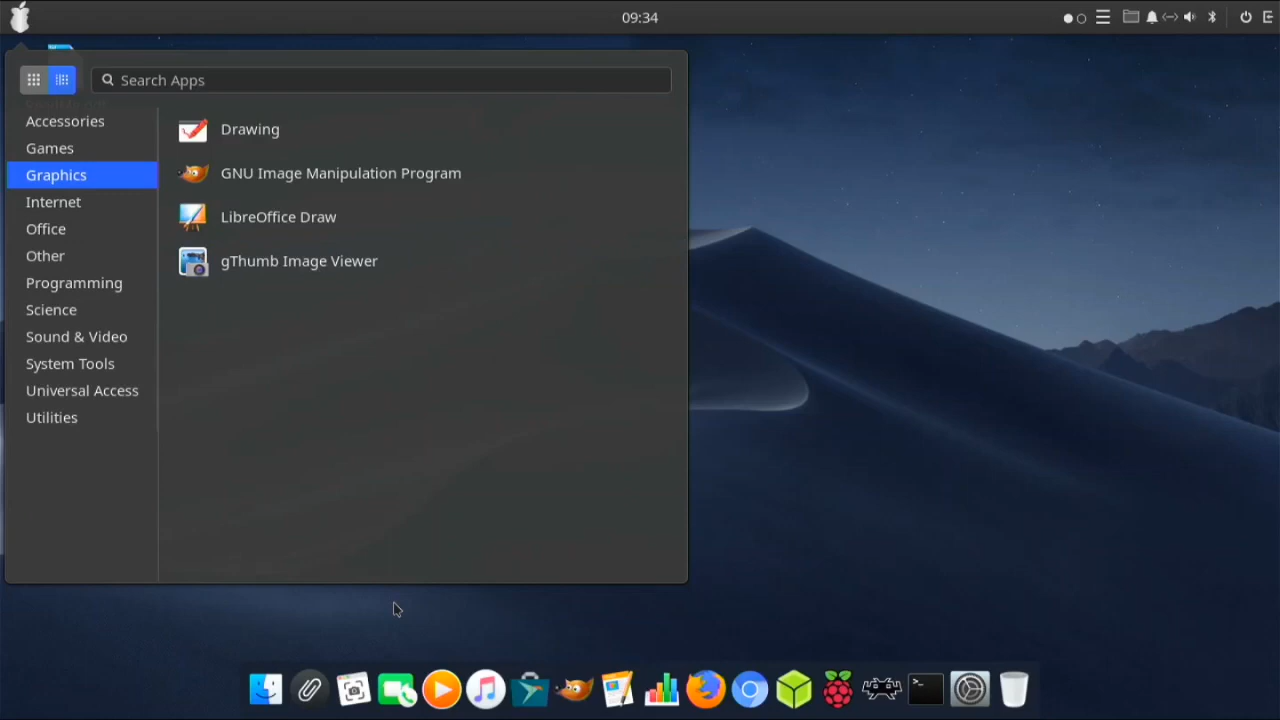 09:34
Search Apps
Accessories
Games
Graphics
Internet
Office
Other
Programming
Science
Sound & Video
System Tools
Universal Access
Utilities
Drawing
GNU Image Manipulation Program
LibreOffice Draw
gThumb Image Viewer
>_